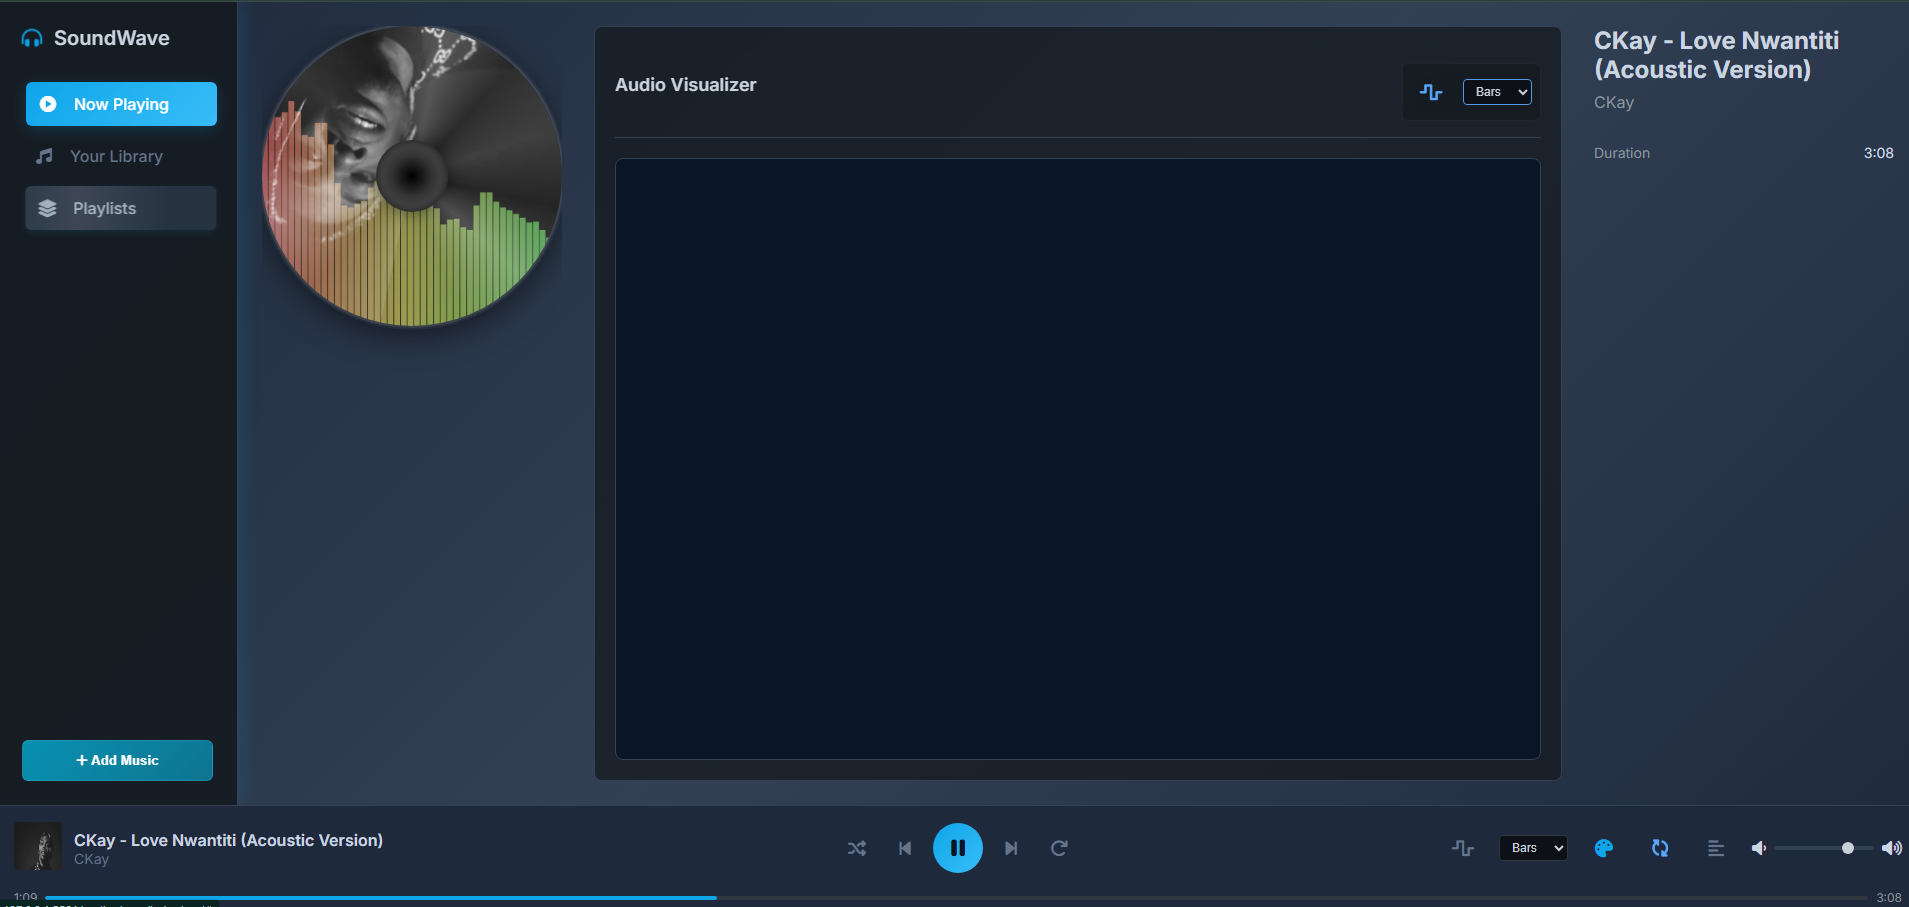 SoundWave
Now Playing
Your Library
Playlists
+ Add Music
Audio Visualizer
Bars
CKay - Love Nwantiti
(Acoustic Version)
CKay
Duration 3:08
CKay - Love Nwantiti (Acoustic Version)
CKay
Bars
1:09
3:08